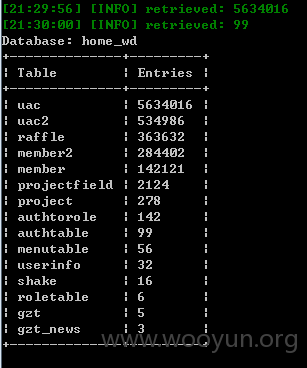 [21:29:56] [INFO] retrieved: 5634016
[21:30:00] [INFO] retrieved: 99
Database: home_wd
+--------------+---------+
¦ Table        ¦ Entries ¦
+--------------+---------+
¦ uac          ¦ 5634016 ¦
¦ uac2         ¦ 534986  ¦
¦ raffle       ¦ 363632  ¦
¦ member2      ¦ 284402  ¦
¦ member       ¦ 142121  ¦
¦ projectfield ¦ 2124    ¦
¦ project      ¦ 278     ¦
¦ authtorole   ¦ 142     ¦
¦ authtable    ¦ 99      ¦
¦ menutable    ¦ 56      ¦
¦ userinfo     ¦ 32      ¦
¦ shake        ¦ 16      ¦
¦ roletable    ¦ 6       ¦
¦ gzt          ¦ 5       ¦
¦ gzt_news     ¦ 3       ¦
+--------------+---------+
www.wooyun.org